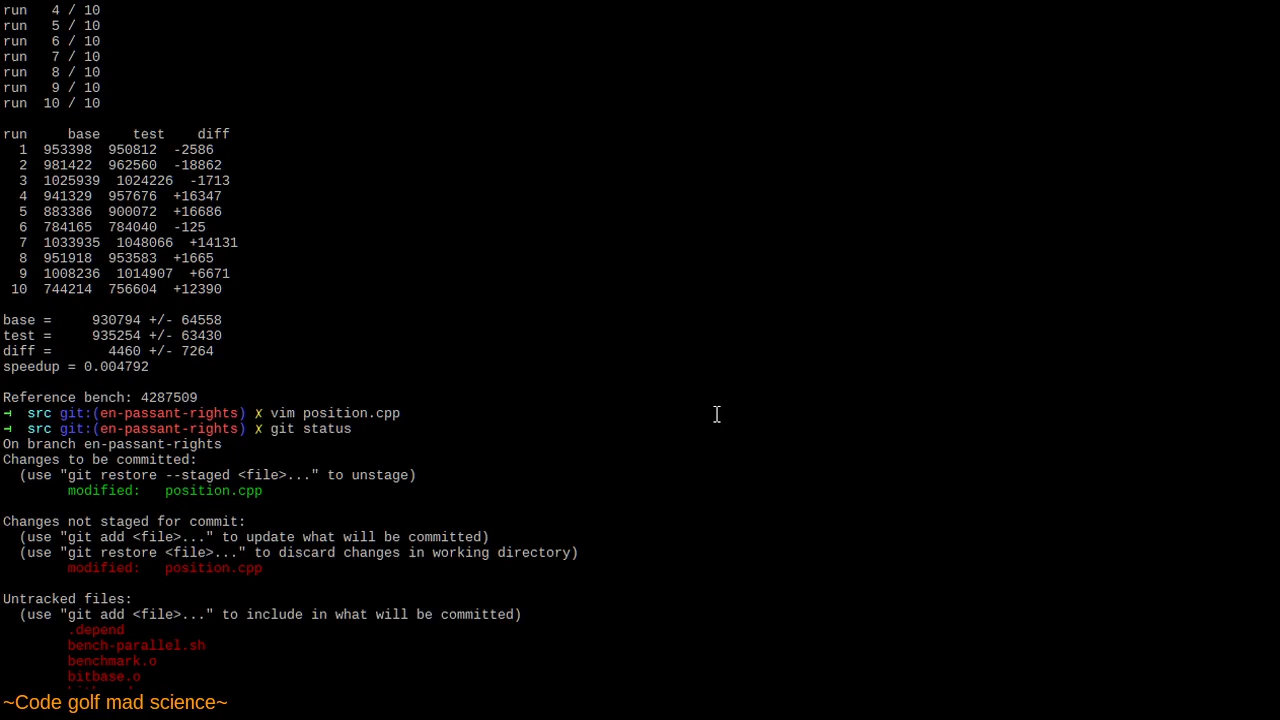 run   4 / 10
run   5 / 10
run   6 / 10
run   7 / 10
run   8 / 10
run   9 / 10
run  10 / 10
run     base    test    diff
  1  953398  950812  -2586
  2  981422  962560  -18862
  3  1025939  1024226  -1713
  4  941329  957676  +16347
  5  883386  900072  +16686
  6  784165  784040  -125
  7  1033935  1048066  +14131
  8  951918  953583  +1665
  9  1008236  1014907  +6671
 10  744214  756604  +12390
base =     930794 +/- 64558
test =     935254 +/- 63430
diff =       4460 +/- 7264
speedup = 0.004792
Reference bench: 4287509
→  src git:(en-passant-rights) ✗ vim position.cpp
→  src git:(en-passant-rights) ✗ git status
On branch en-passant-rights
Changes to be committed:
  (use "git restore --staged <file>..." to unstage)
        modified:   position.cpp
Changes not staged for commit:
  (use "git add <file>..." to update what will be committed)
  (use "git restore <file>..." to discard changes in working directory)
        modified:   position.cpp
Untracked files:
  (use "git add <file>..." to include in what will be committed)
        .depend
        bench-parallel.sh
        benchmark.o
        bitbase.o
~Code golf mad science~